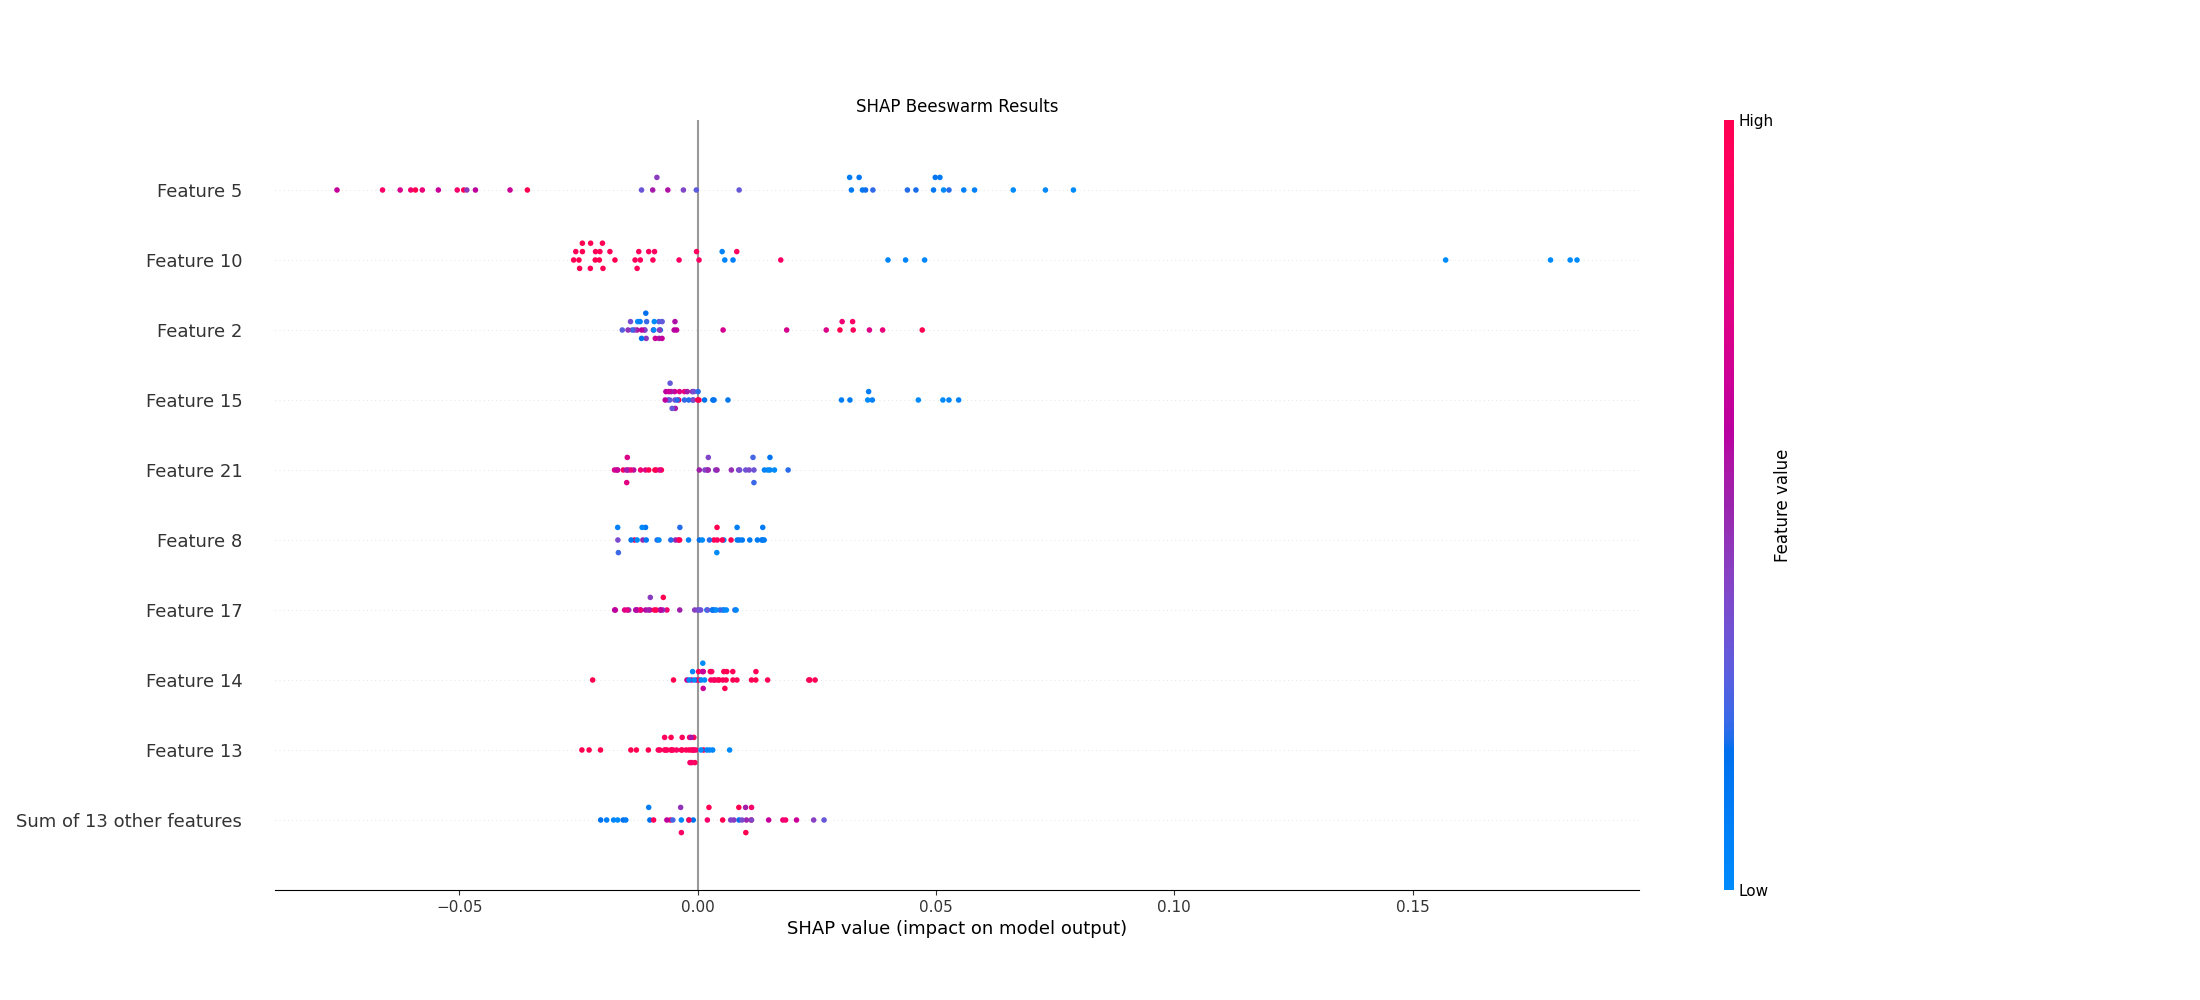 SHAP Beeswarm Results
High
Feature 5
Feature 10
Feature 2
Feature 15
Feature 21
Feature 8
Feature 17
Feature 14
Feature 13
Sum of 13 other features
Feature value
Low
−0.05 0.00 0.05 0.10 0.15
SHAP value (impact on model output)